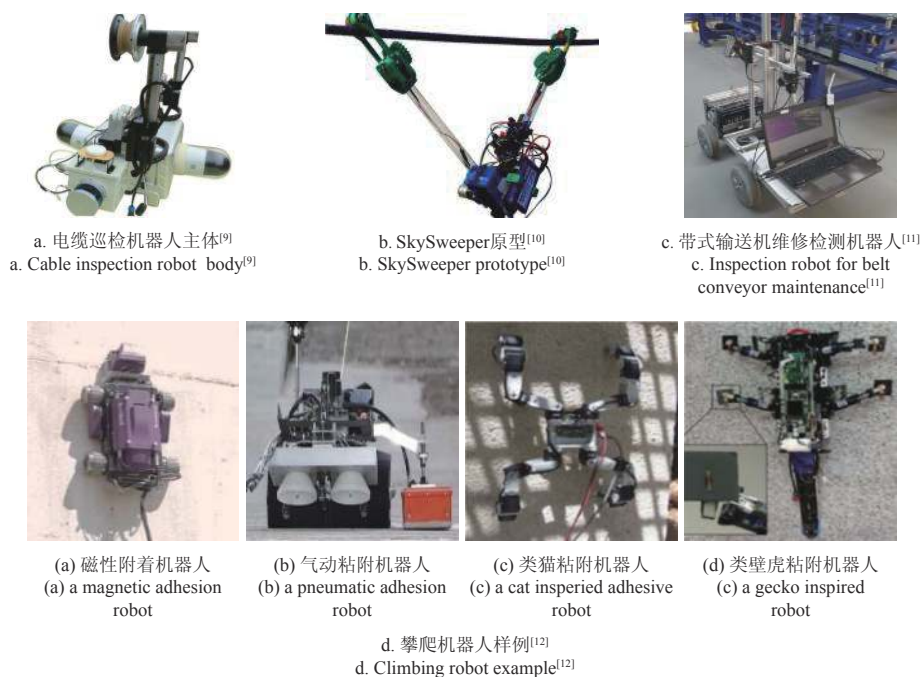 a. 电缆巡检机器人主体[9]
a. Cable inspection robot body[9]
b. SkySweeper原型[10]
b. SkySweeper prototype[10]
c. 带式输送机维修检测机器人[11]
c. Inspection robot for belt
conveyor maintenance[11]
(a) 磁性附着机器人
(a) a magnetic adhesion
robot
(b) 气动粘附机器人
(b) a pneumatic adhesion
robot
(c) 类猫粘附机器人
(c) a cat insperied adhesive
robot
(d) 类壁虎粘附机器人
(c) a gecko inspired
robot
d. 攀爬机器人样例[12]
d. Climbing robot example[12]